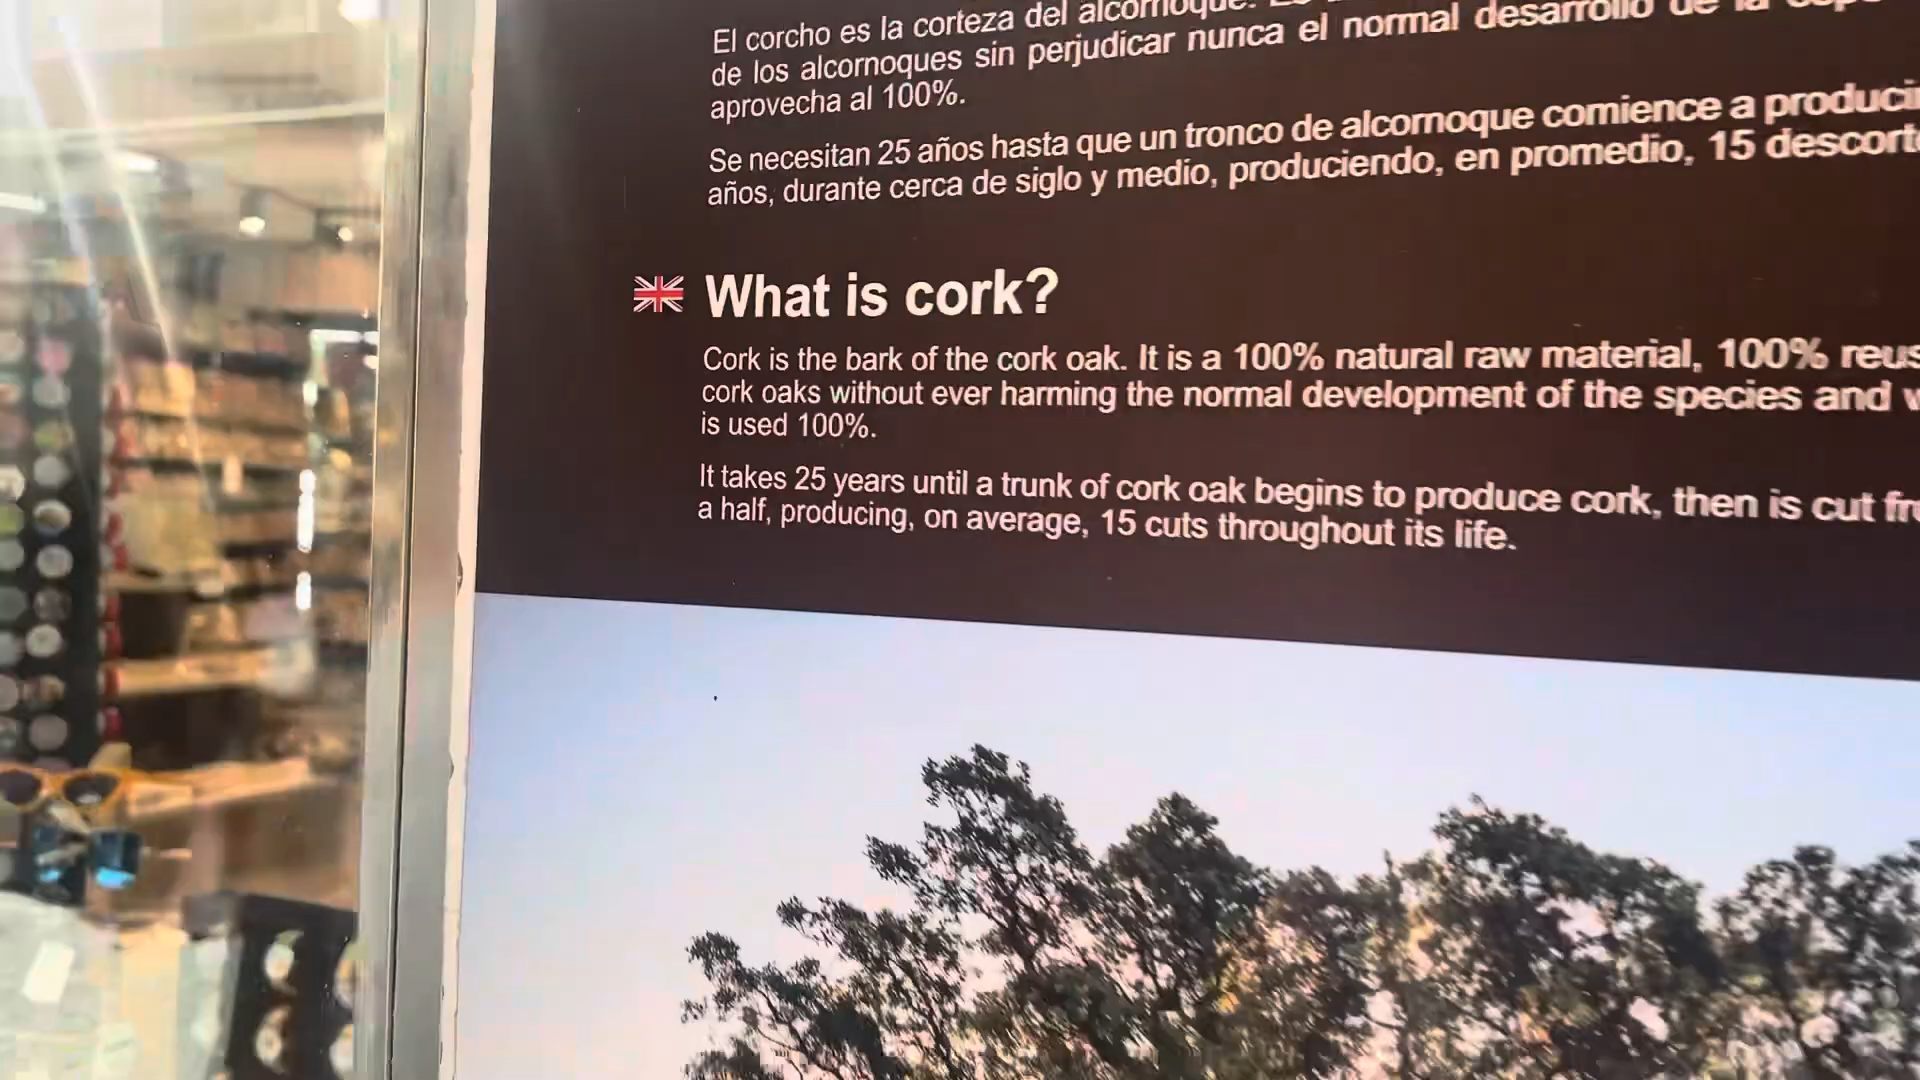 El corcho es la corteza del alcornoque.
de los alcornoques sin perjudicar nunca el normal desarrollo de la
aprovecha al 100%.
Se necesitan 25 años hasta que un tronco de alcornoque comience a
años, durante cerca de siglo y medio, produciendo, en promedio, 15
What is cork?
Cork is the bark of the cork oak. It is a 100% natural raw material, 100%
cork oaks without ever harming the normal development of the species and
is used 100%.
It takes 25 years until a trunk of cork oak begins to produce cork, then is cut
a half, producing, on average, 15 cuts throughout its life.